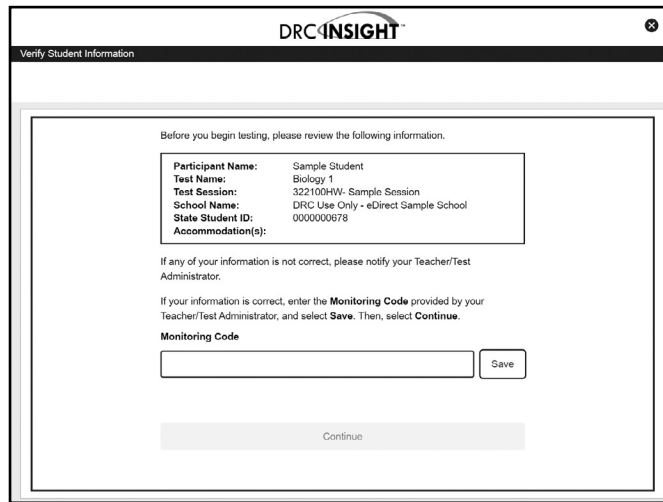 DRC INSIGHT
Verify Student Information
Before you begin testing, please review the following information.
Participant Name: Sample Student
Test Name: Biology 1
Test Session: 322100HW- Sample Session
School Name: DRC Use Only - eDirect Sample School
State Student ID: 0000000678
Accommodation(s):
If any of your information is not correct, please notify your Teacher/Test
Administrator.
If your information is correct, enter the Monitoring Code provided by your
Teacher/Test Administrator, and select Save. Then, select Continue.
Monitoring Code
Save
Continue